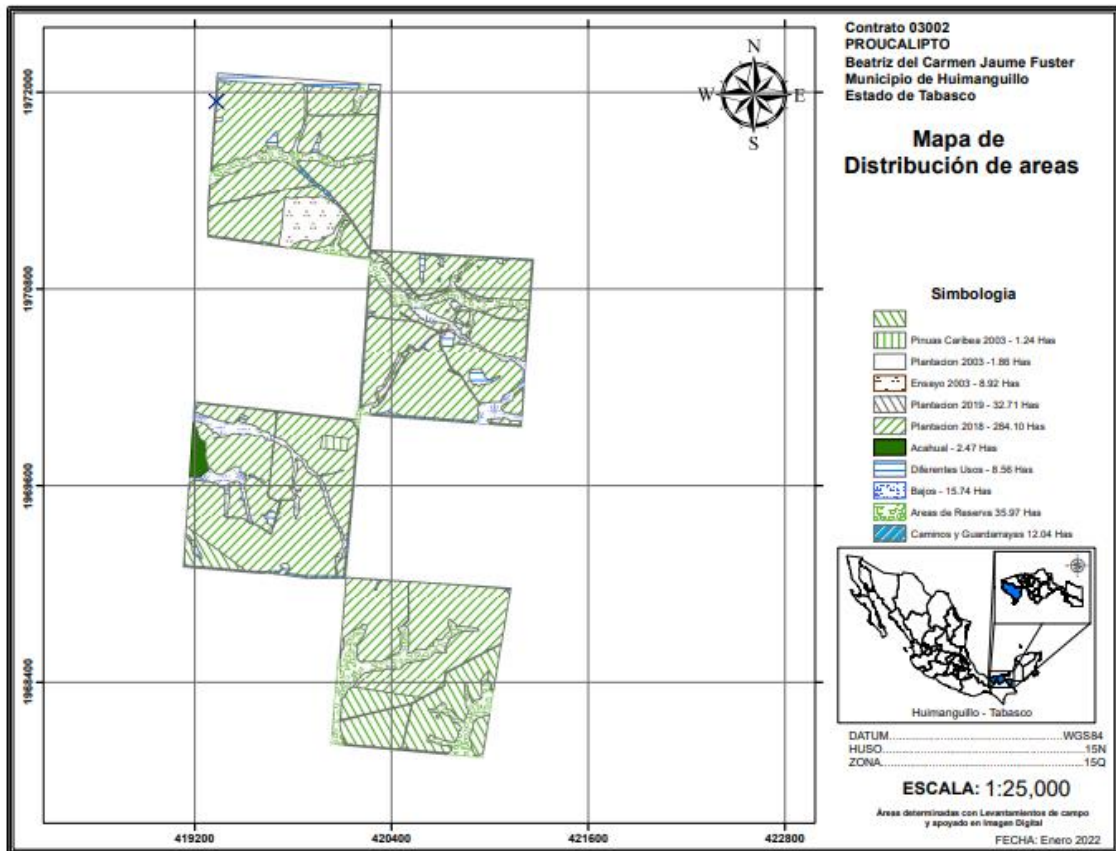 Contrato 03002
PROUCALIPTO
Beatriz del Carmen Jaume Fuster
Municipio de Huimanguillo
Estado de Tabasco
Mapa de
Distribución de areas
N
W
E
S
1972000
1970800
1969600
1968400
419200
420400
421600
422800
Simbologia
Pinuas Caribea 2003 - 1.24 Has
Plantacion 2003 -1.86 Has
Ensayo 2003 - 8.92 Has
Plantacion 2019 - 32.71 Has
Plantacion 2018 - 284.10 Has
Acahual - 2.47 Has
Diferentes Usos - 8.56 Has
Bajos - 15.74 Has
Areas de Reserva 35.97 Has
Caminos y Guardarrayas 12.04 Has
Huimanguillo - Tabasco
DATUM..........................................WGS84
HUSO..................................................15N
ZONA..................................................15Q
ESCALA: 1:25,000
Áreas determinadas con Levantamientos de campo
y apoyado en Imagen Digital
FECHA: Enero 2022